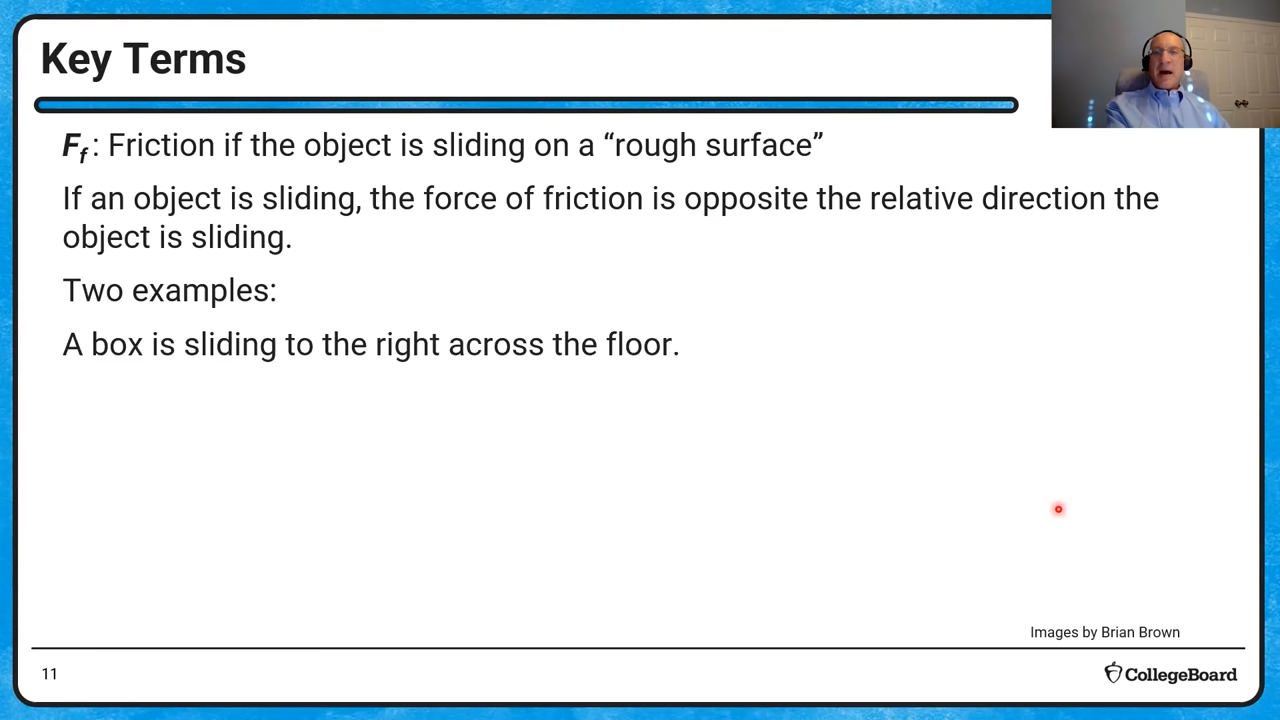 Key Terms
Ff : Friction if the object is sliding on a “rough surface”
If an object is sliding, the force of friction is opposite the relative direction the
object is sliding.
Two examples:
A box is sliding to the right across the floor.
Images by Brian Brown
11
CollegeBoard